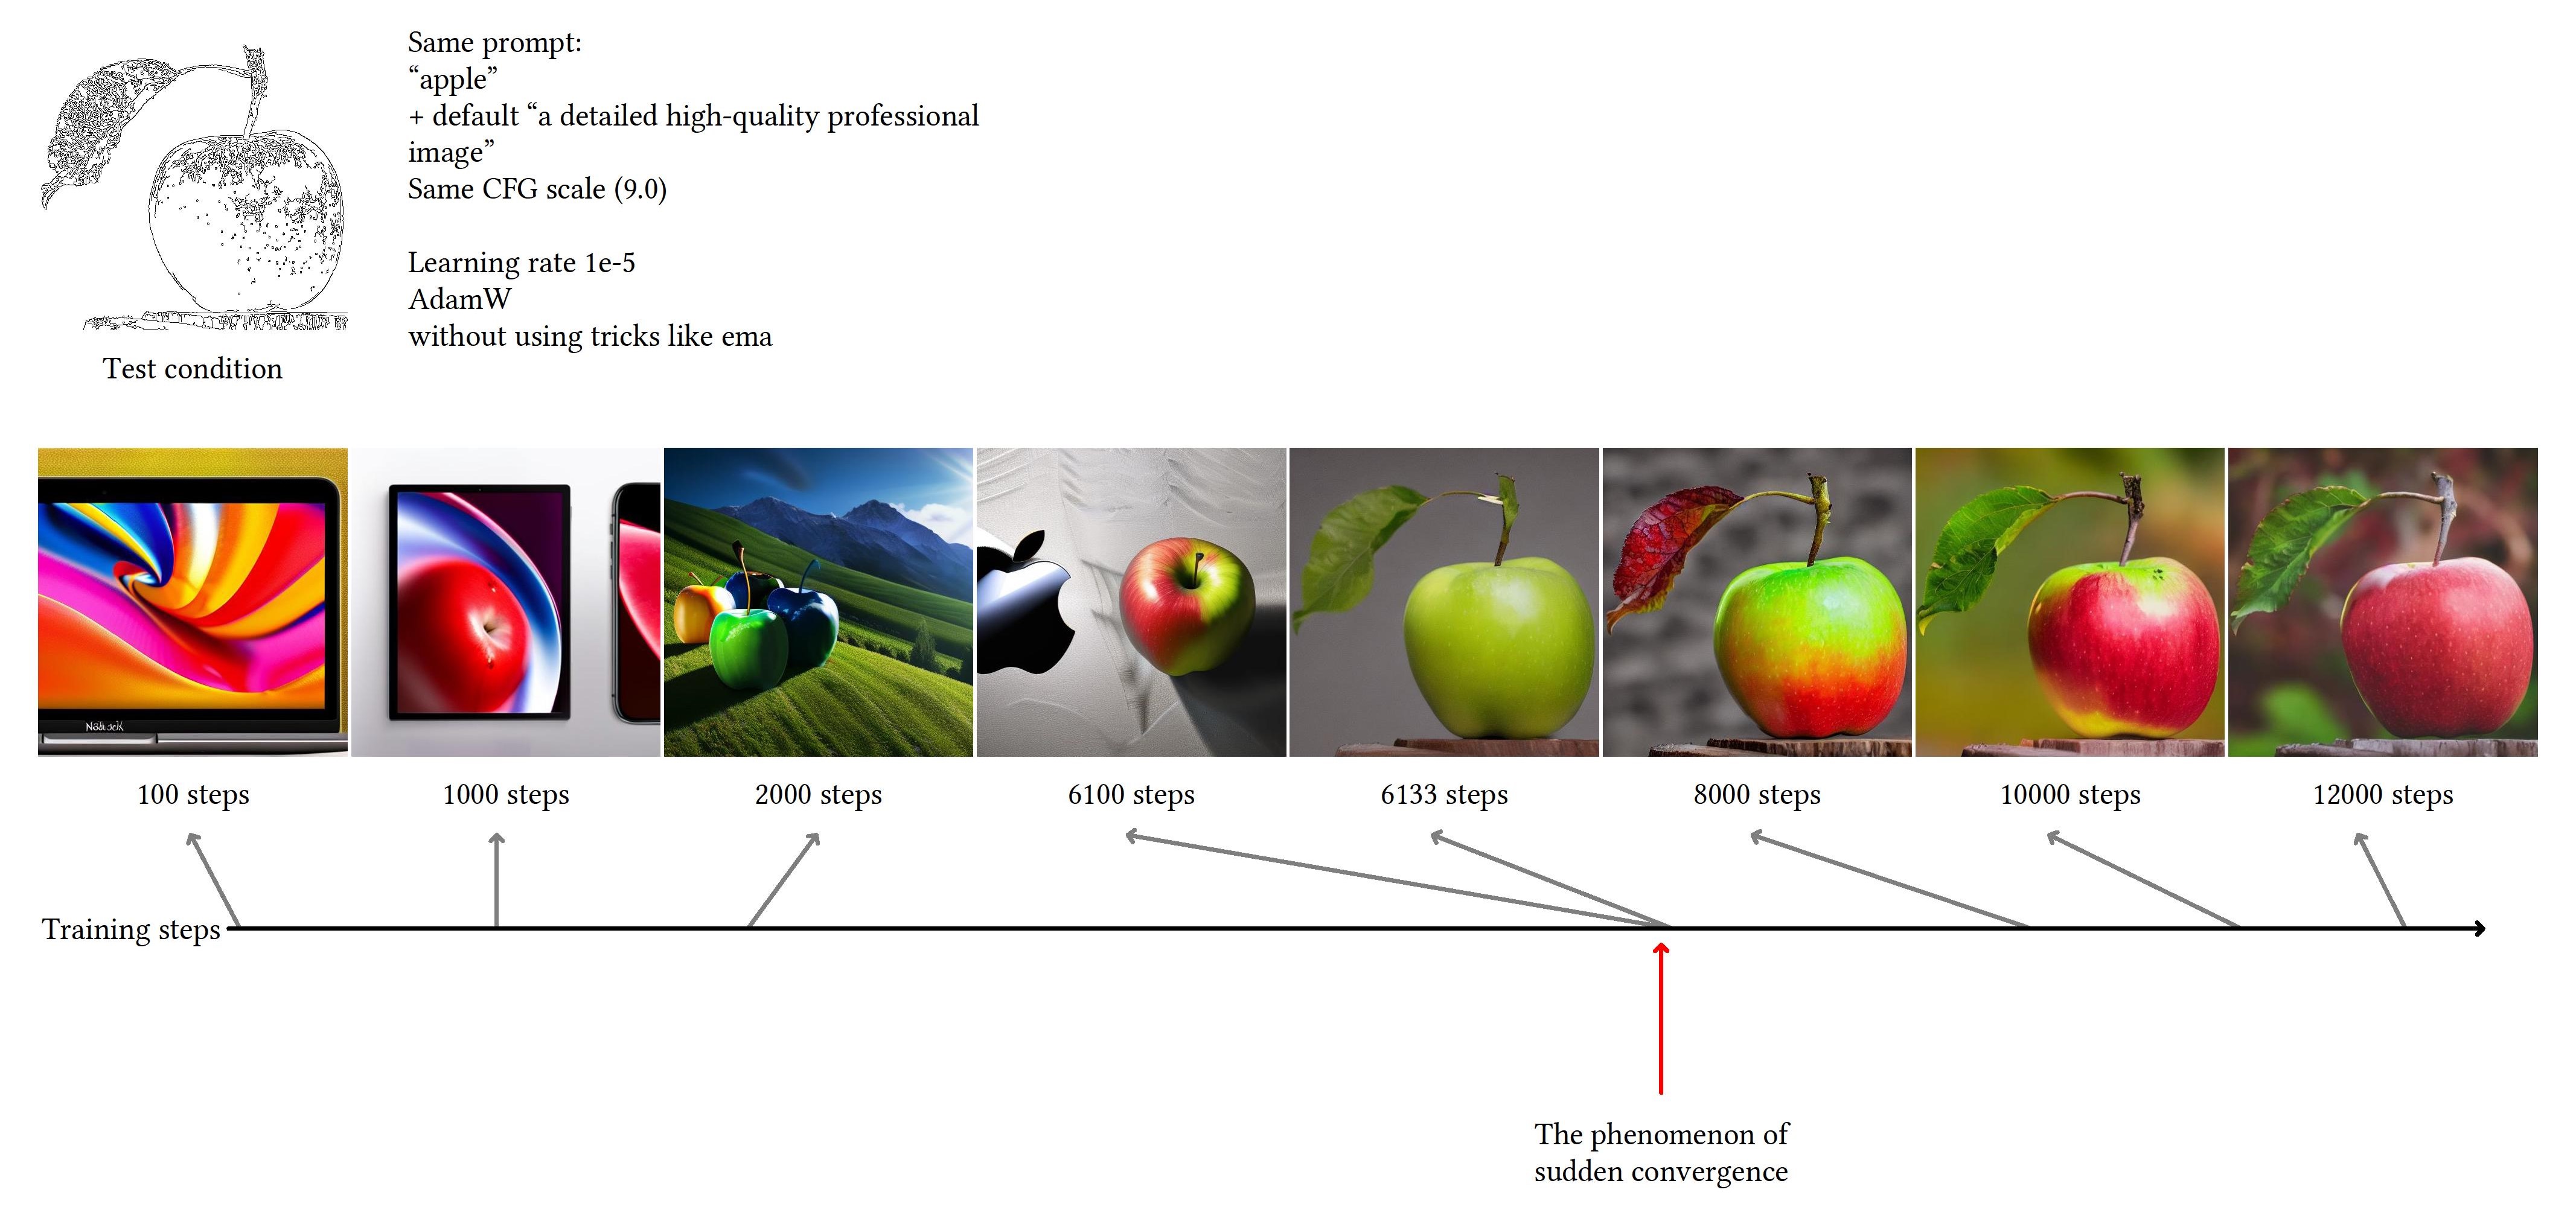 Same prompt:
“apple”
+ default “a detailed high-quality professional
image”
Same CFG scale (9.0)
Learning rate 1e-5
AdamW
without using tricks like ema
Test condition
100 steps
1000 steps
2000 steps
6100 steps
6133 steps
8000 steps
10000 steps
12000 steps
Training steps
The phenomenon of
sudden convergence